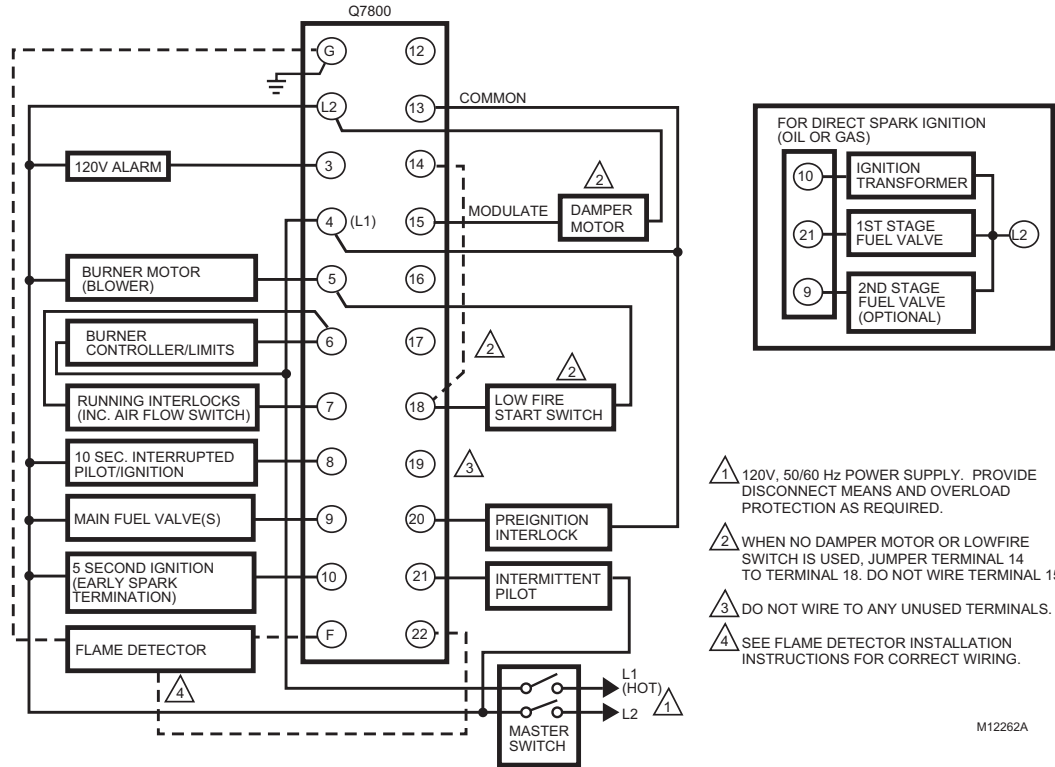 Q7800
G
12
L2
13
COMMON
120V ALARM
3
14
2
4
(L1)
15
MODULATE
DAMPER
MOTOR
BURNER MOTOR
(BLOWER)
5
16
BURNER
CONTROLLER/LIMITS
6
17
2
2
RUNNING INTERLOCKS
(INC. AIR FLOW SWITCH)
7
18
LOW FIRE
START SWITCH
10 SEC. INTERRUPTED
PILOT/IGNITION
8
19
3
MAIN FUEL VALVE(S)
9
20
PREIGNITION
INTERLOCK
5 SECOND IGNITION
(EARLY SPARK
TERMINATION)
10
21
INTERMITTENT
PILOT
FLAME DETECTOR
F
22
4
L1
(HOT)
L2
1
MASTER
SWITCH
FOR DIRECT SPARK IGNITION
(OIL OR GAS)
10
IGNITION
TRANSFORMER
21
1ST STAGE
FUEL VALVE
L2
9
2ND STAGE
FUEL VALVE
(OPTIONAL)
1 120V, 50/60 Hz POWER SUPPLY. PROVIDE
DISCONNECT MEANS AND OVERLOAD
PROTECTION AS REQUIRED.
2 WHEN NO DAMPER MOTOR OR LOWFIRE
SWITCH IS USED, JUMPER TERMINAL 14
TO TERMINAL 18. DO NOT WIRE TERMINAL
3 DO NOT WIRE TO ANY UNUSED TERMINALS.
4 SEE FLAME DETECTOR INSTALLATION
INSTRUCTIONS FOR CORRECT WIRING.
M12262A